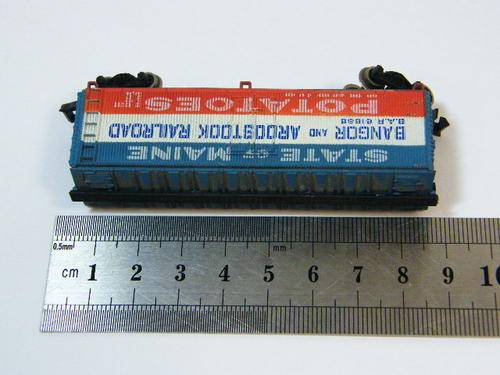 STATE OF MAINE
BANGOR AND AROOSTOOK RAILROAD
B.A.R.
POTATOES
0.5mm
mm
cm 1 2 3 4 5 6 7 8 9 10